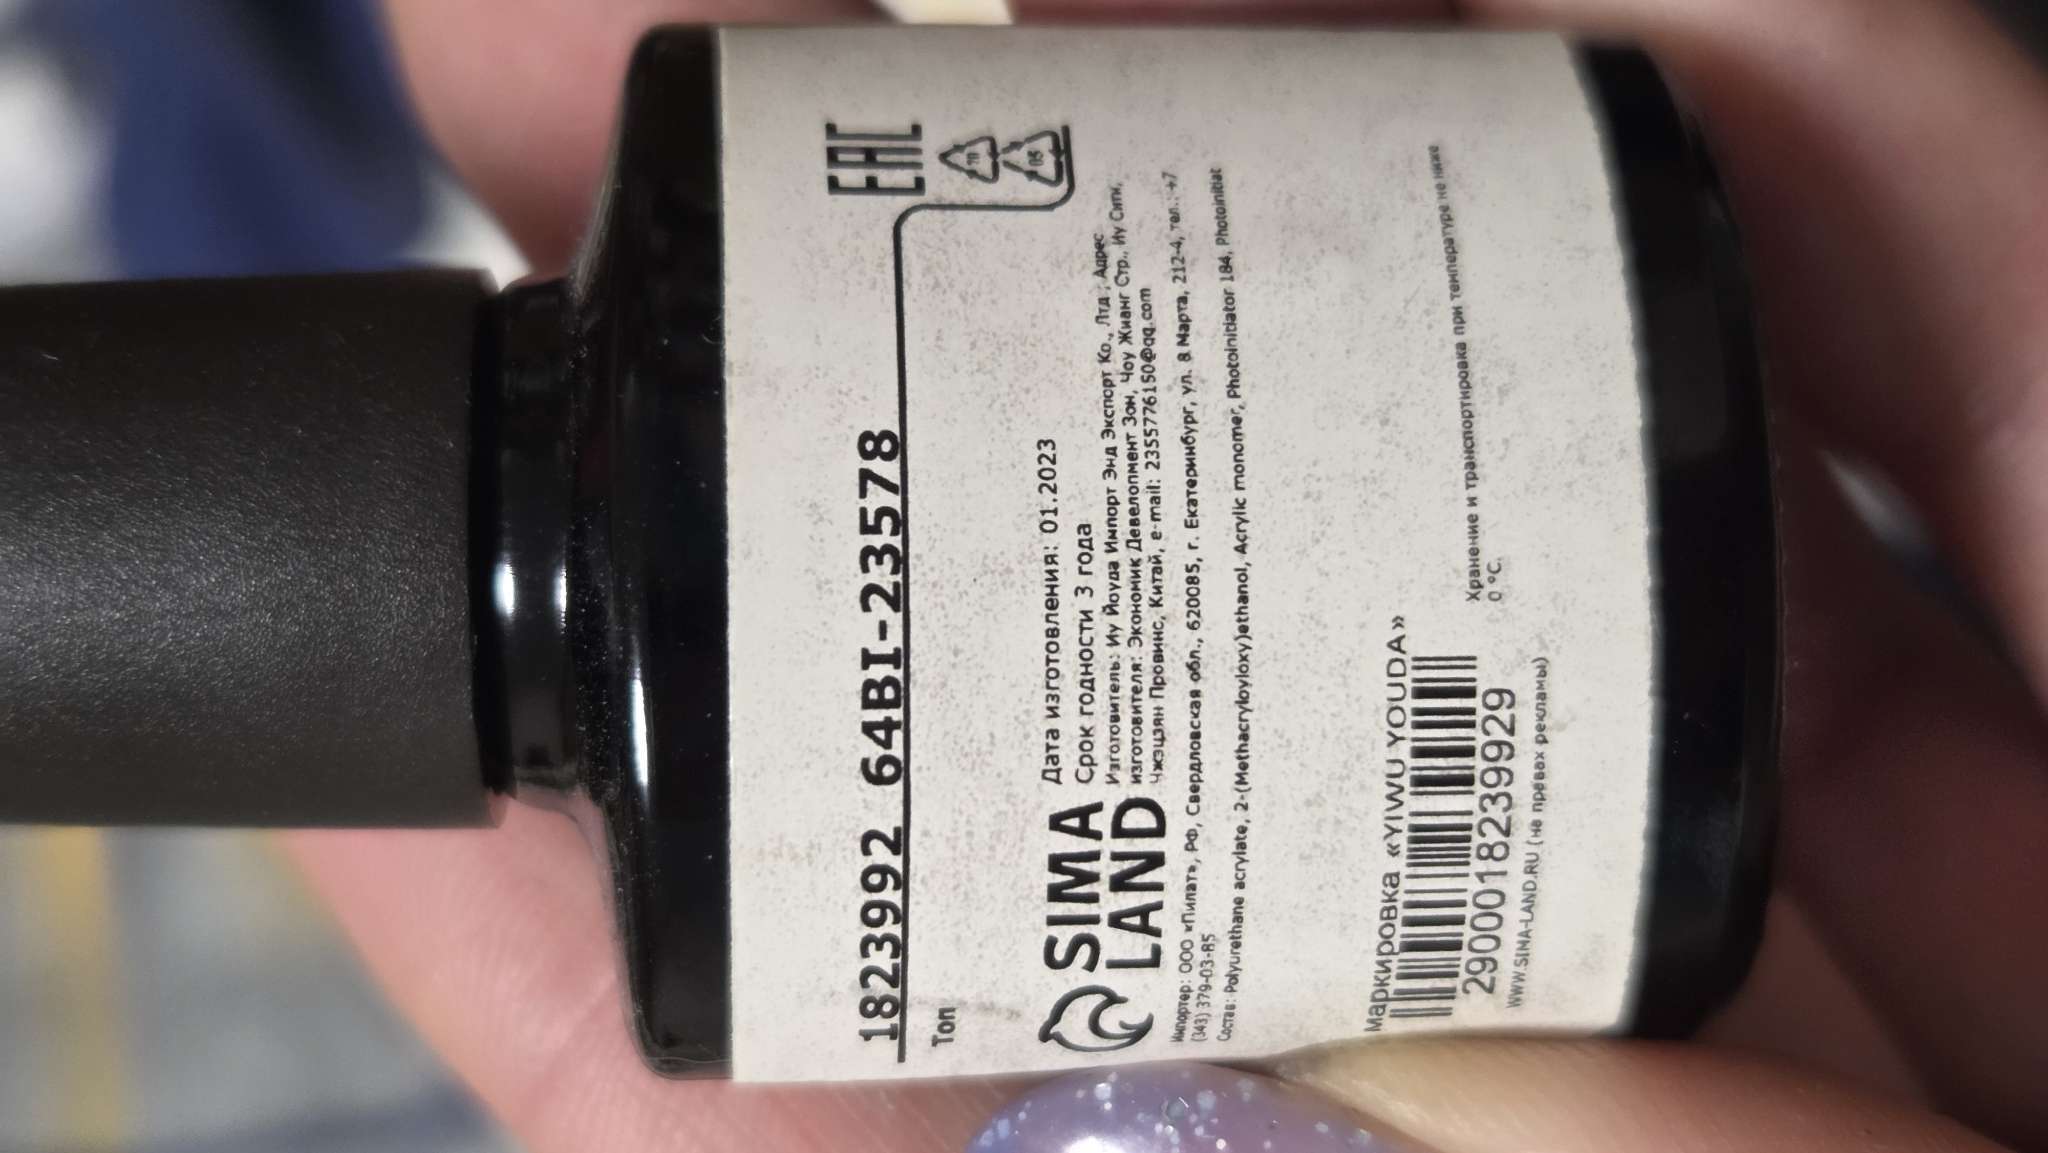 1823992 64BI-23578
EAC
Топ
Дата изготовления: 01.2023
Срок годности 3 года
Изготовитель: Иу Йоуда Импорт Энд Экспорт Ко., Лтд; Адрес
изготовителя: Экономик Девелопмент Зон, Чоу Жианг Стр., Иу Сити,
Чжэцзян Провинс, Китай, e-mail: 2355776150@qq.com
SIMA
LAND
Импортер: ООО «Пилат», РФ, Свердловская обл., 620085, г. Екатеринбург, ул. 8 Марта, 212-4, тел.: +7
(343) 379-03-85
Состав: Polyurethane acrylate, 2-(Methacryloyloxy)ethanol, Acrylic monomer, Photoinitiator 184, Photoinitiat
Маркировка «YIWU YOUDA»
2900018239929
WWW.SIMA-LAND.RU (не на правах рекламы)
Хранение и транспортировка при температуре не ниже
0 °C.